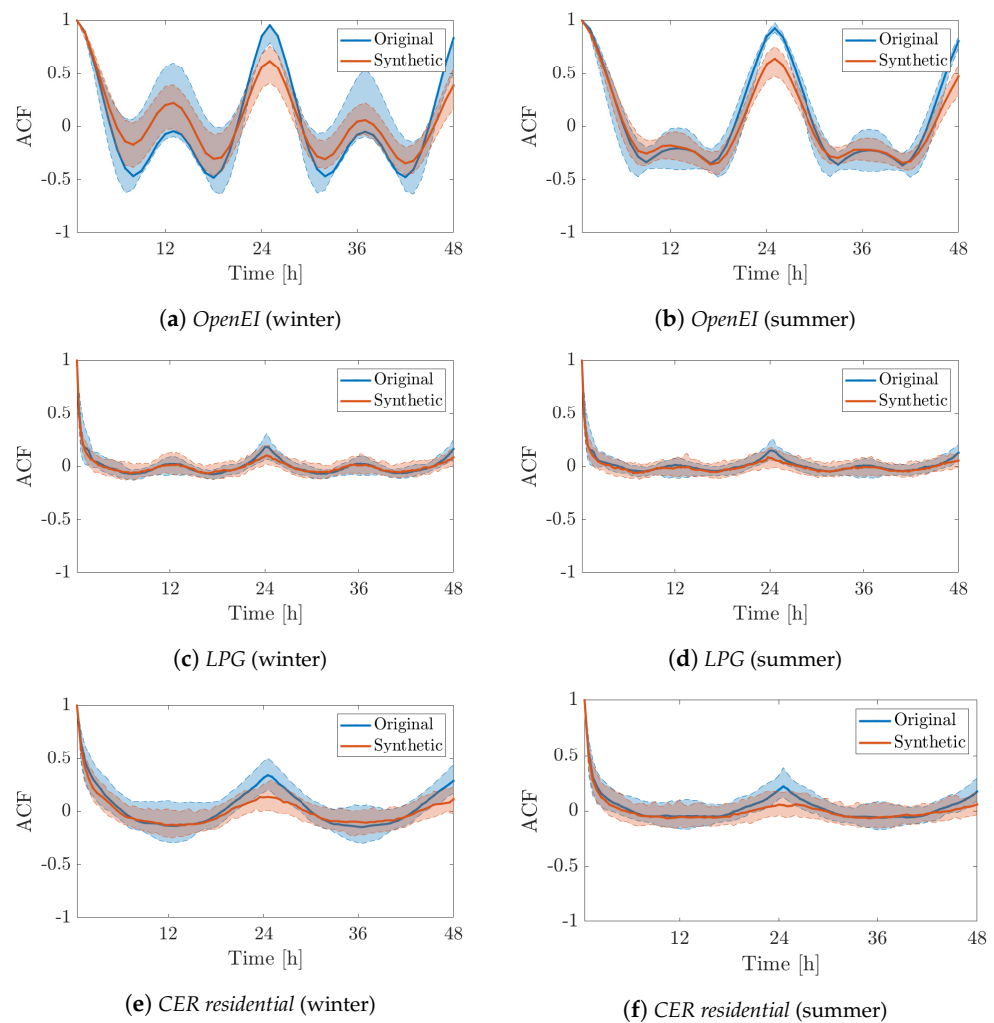 1
0.5
0
-0.5
-1
ACF
12
24
36
48
Time [h]
Original
Synthetic
(a) OpenEI (winter)
1
0.5
0
-0.5
-1
ACF
12
24
36
48
Time [h]
Original
Synthetic
(b) OpenEI (summer)
1
0.5
0
-0.5
-1
ACF
12
24
36
48
Time [h]
Original
Synthetic
(c) LPG (winter)
1
0.5
0
-0.5
-1
ACF
12
24
36
48
Time [h]
Original
Synthetic
(d) LPG (summer)
1
0.5
0
-0.5
-1
ACF
12
24
36
48
Time [h]
Original
Synthetic
(e) CER residential (winter)
1
0.5
0
-0.5
-1
ACF
12
24
36
48
Time [h]
Original
Synthetic
(f) CER residential (summer)